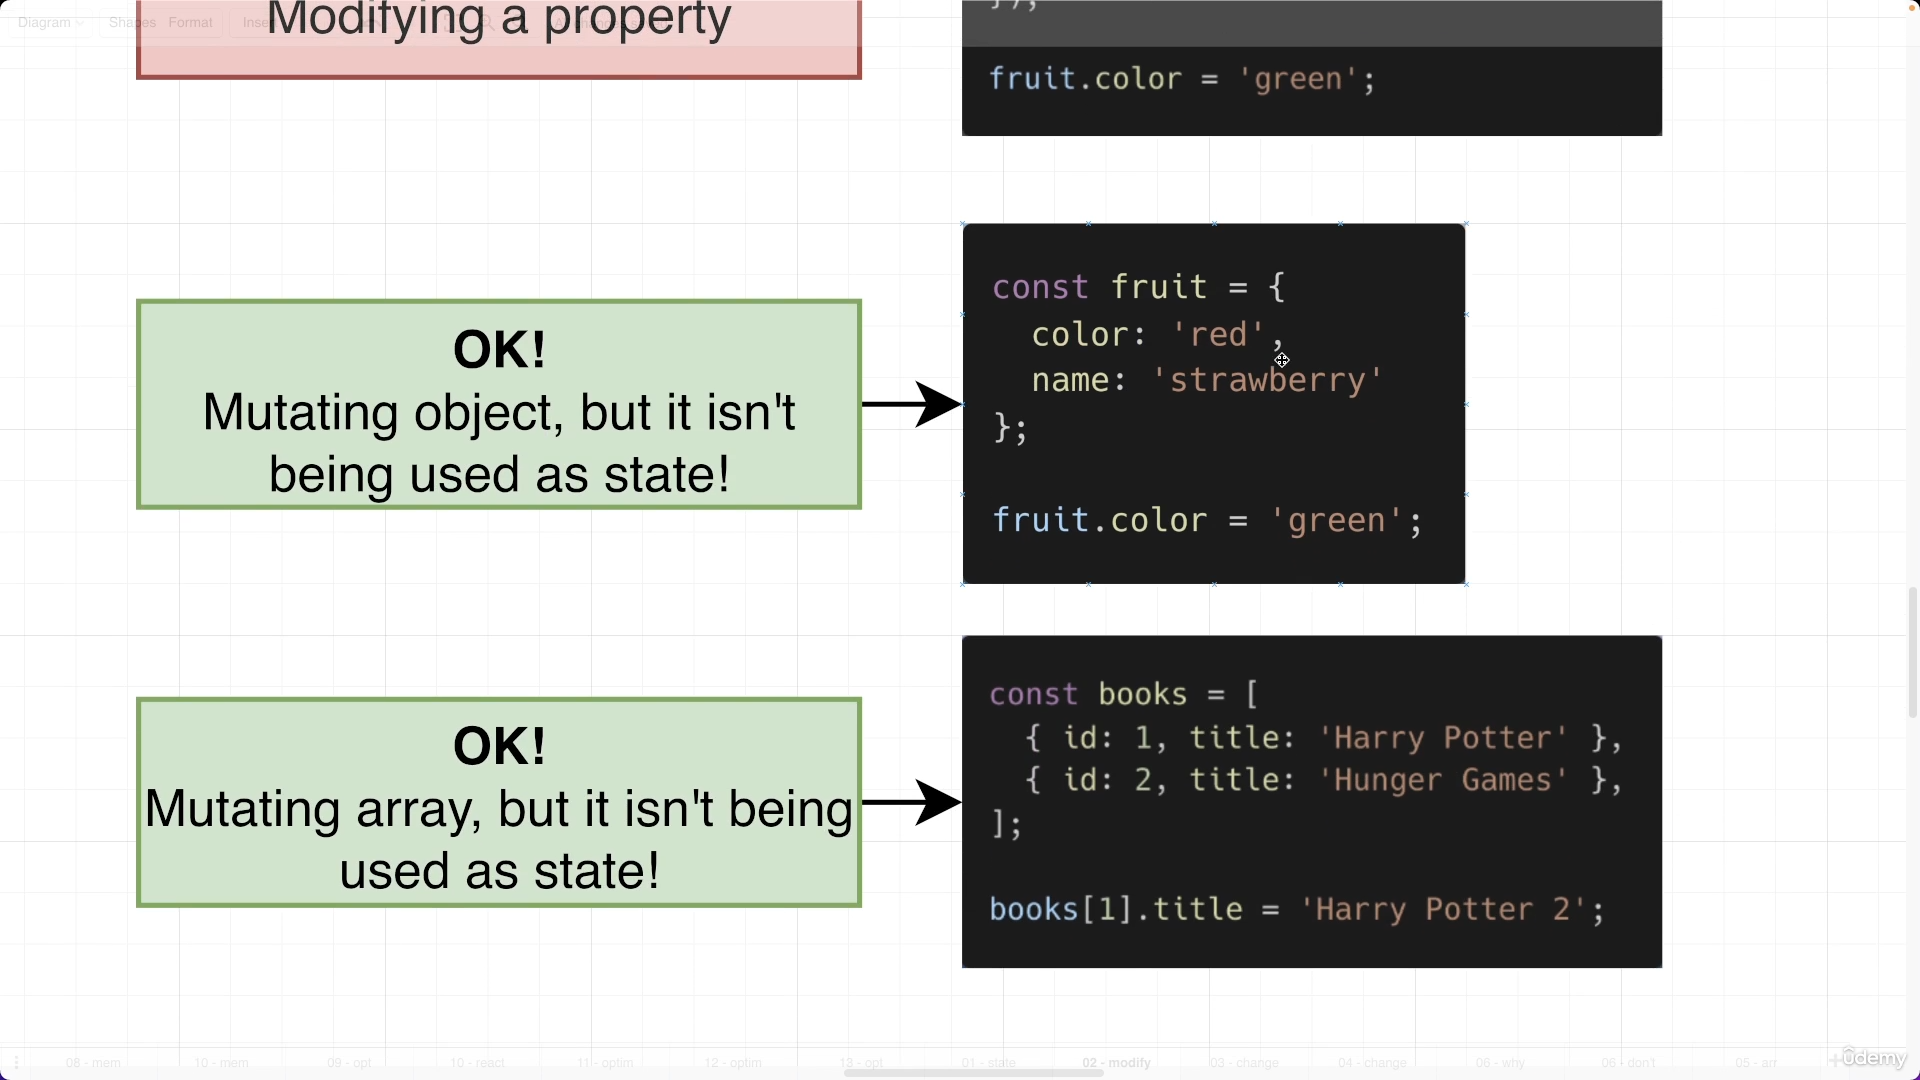 Diagram
Shapes
Format
Insert
Modifying a property
});
fruit.color = 'green';
OK!
Mutating object, but it isn't
being used as state!
const fruit = {
color: 'red',
name: 'strawberry'
};
fruit.color = 'green';
OK!
Mutating array, but it isn't being
used as state!
const books = [
{ id: 1, title: 'Harry Potter' },
{ id: 2, title: 'Hunger Games' },
];
books[1].title = 'Harry Potter 2';
08 - mem
10 - mem
09 - opt
10 - react
11 - optim
12 - optim
13 - opt
01 - state
02 - modify
03 - change
04 - change
06 - why
06 - don't
05 - arr
ûdemy